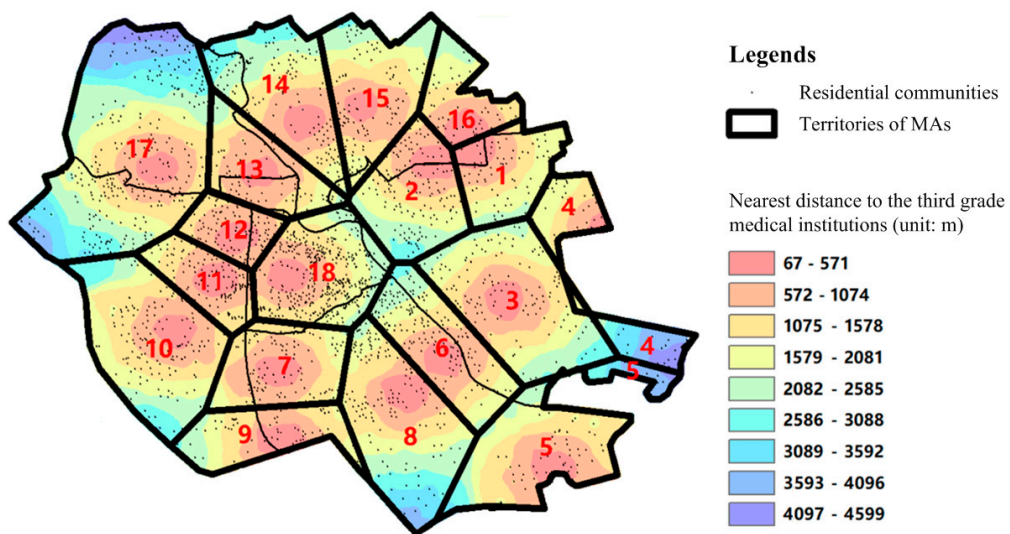 14
15
16
17
13
1
2
4
12
18
11
3
10
6
4
7
5
9
8
5
Legends
Residential communities
Territories of MAs
Nearest distance to the third grade
medical institutions (unit: m)
67 - 571
572 - 1074
1075 - 1578
1579 - 2081
2082 - 2585
2586 - 3088
3089 - 3592
3593 - 4096
4097 - 4599